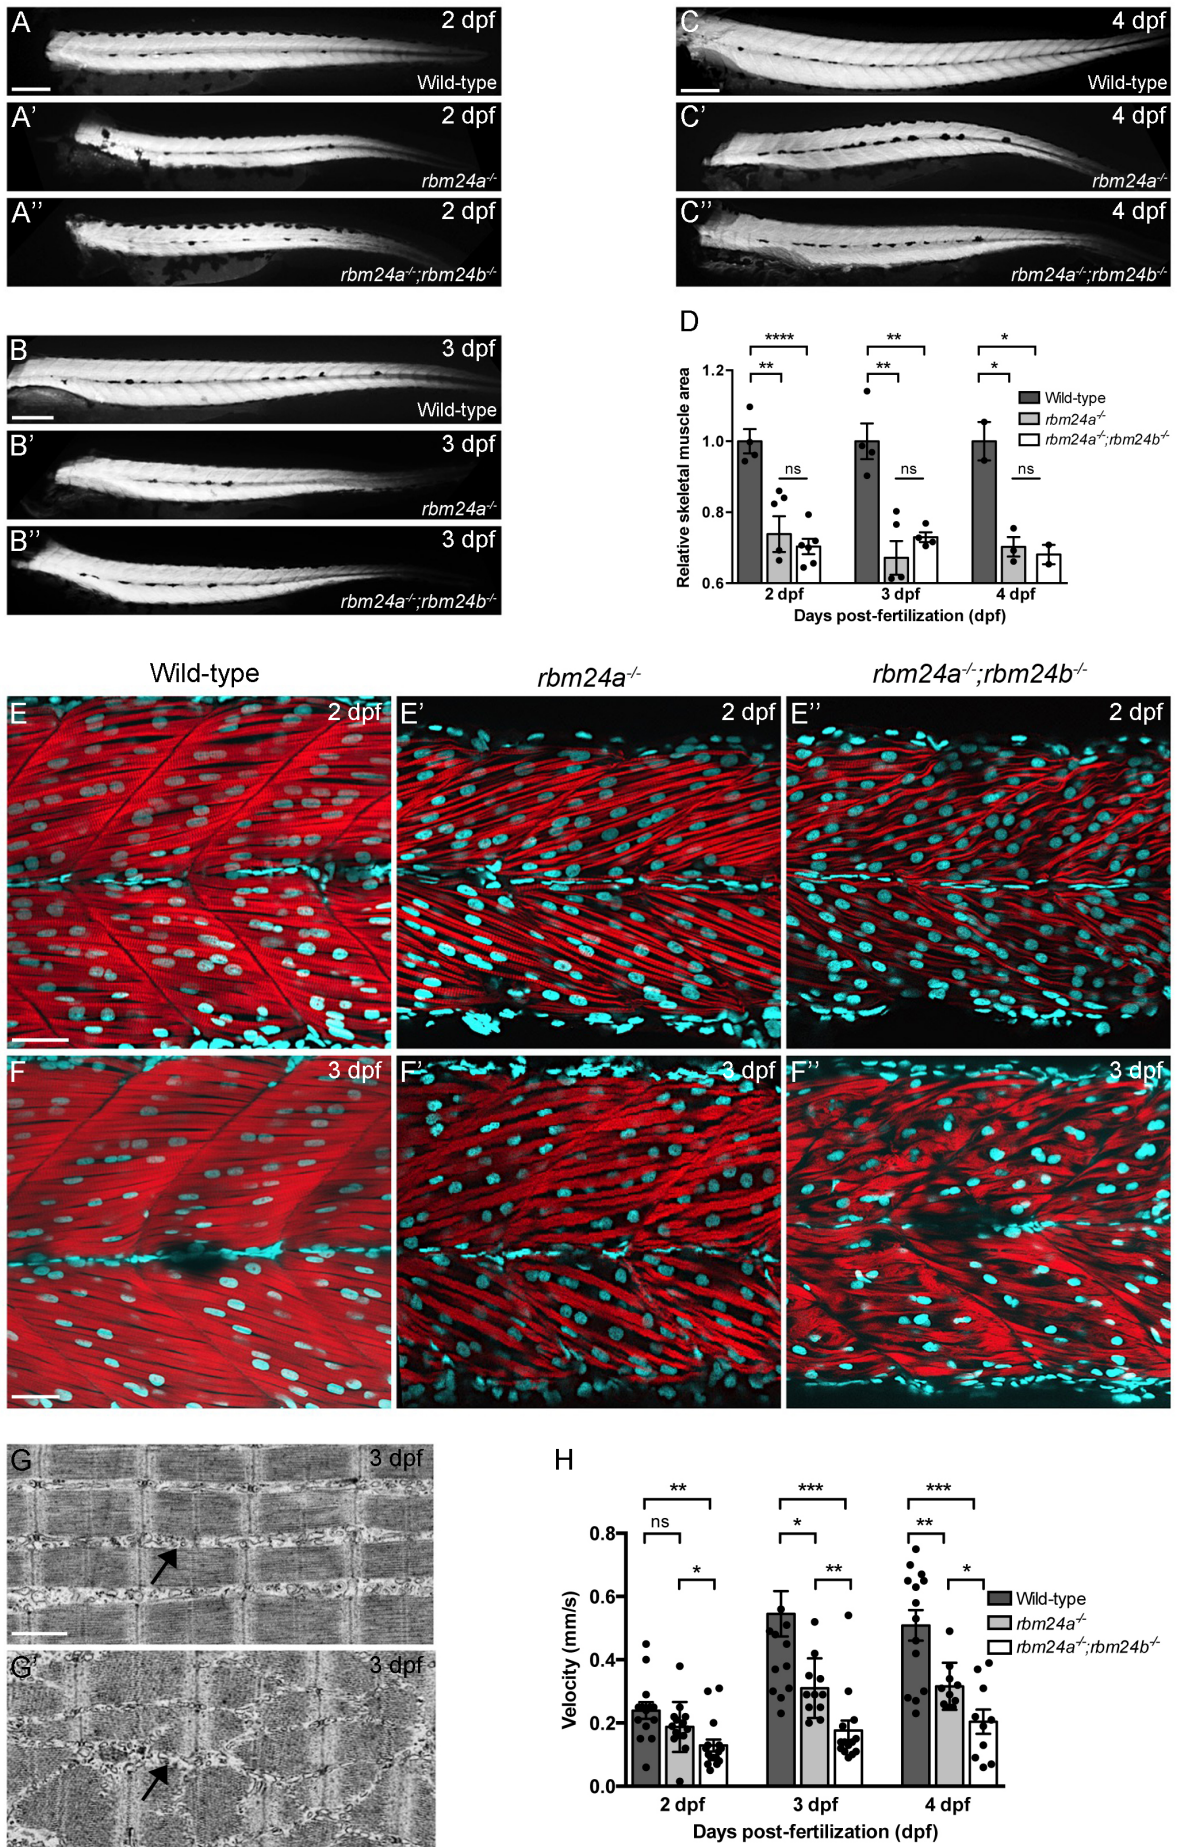 A 2 dpf
Wild-type
A’ 2 dpf
rbm24a-/-
A’’ 2 dpf
rbm24a-/-;rbm24b-/-
C 4 dpf
Wild-type
C’ 4 dpf
rbm24a-/-
C’’ 4 dpf
rbm24a-/-;rbm24b-/-
B 3 dpf
Wild-type
B’ 3 dpf
rbm24a-/-
B’’ 3 dpf
rbm24a-/-;rbm24b-/-
D
**** ** *
** ** *
ns ns ns
Relative skeletal muscle area
1.2
1.0
0.8
0.6
Wild-type
rbm24a-/-
rbm24a-/-;rbm24b-/-
2 dpf 3 dpf 4 dpf
Days post-fertilization (dpf)
Wild-type rbm24a-/- rbm24a-/-;rbm24b-/-
E 2 dpf E’ 2 dpf E’’ 2 dpf
F 3 dpf F’ 3 dpf F’’ 3 dpf
G 3 dpf
G’ 3 dpf
H
** *** ***
ns * **
* ** *
Velocity (mm/s)
0.8
0.6
0.4
0.2
0.0
Wild-type
rbm24a-/-
rbm24a-/-;rbm24b-/-
2 dpf 3 dpf 4 dpf
Days post-fertilization (dpf)